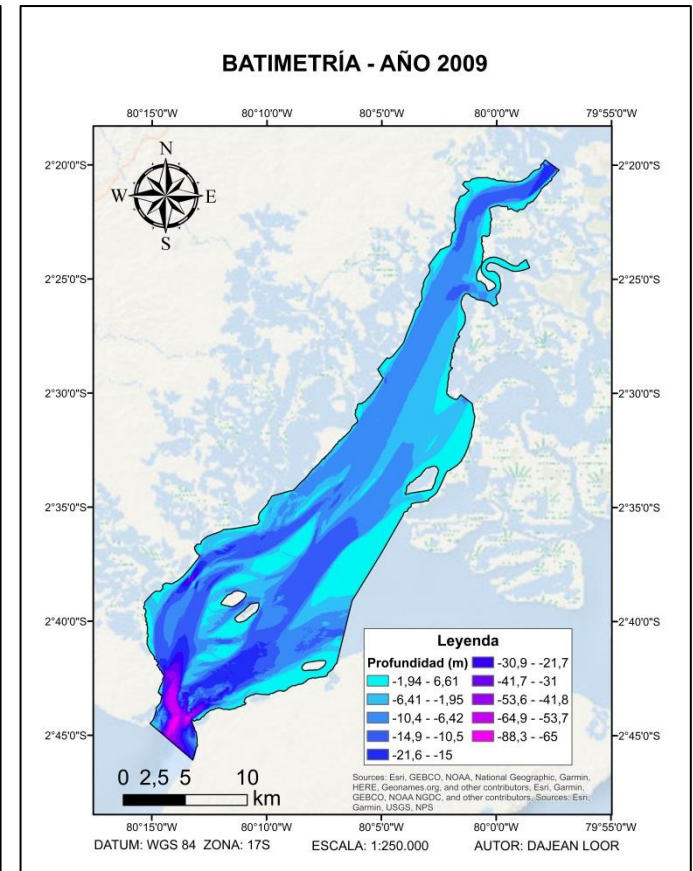 BATIMETRÍA - AÑO 2009
80°15'0"W 80°10'0"W 80°5'0"W 80°0'0"W 79°55'0"W
N
W E
S
2°20'0"S 2°20'0"S
2°25'0"S 2°25'0"S
2°30'0"S 2°30'0"S
2°35'0"S 2°35'0"S
2°40'0"S 2°40'0"S
2°45'0"S 2°45'0"S
Leyenda
Profundidad (m)
-1,94 - 6,61
-6,41 - -1,95
-10,4 - -6,42
-14,9 - -10,5
-21,6 - -15
-30,9 - -21,7
-41,7 - -31
-53,6 - -41,8
-64,9 - -53,7
-88,3 - -65
0 2,5 5 10
km
Sources: Esri, GEBCO, NOAA, National Geographic, Garmin,
HERE, Geonames.org, and other contributors, Esri, Garmin,
GEBCO, NOAA NGDC, and other contributors, Sources: Esri,
Garmin, USGS, NPS
80°15'0"W 80°10'0"W 80°5'0"W 80°0'0"W 79°55'0"W
DATUM: WGS 84 ZONA: 17S ESCALA: 1:250.000 AUTOR: DAJEAN LOOR